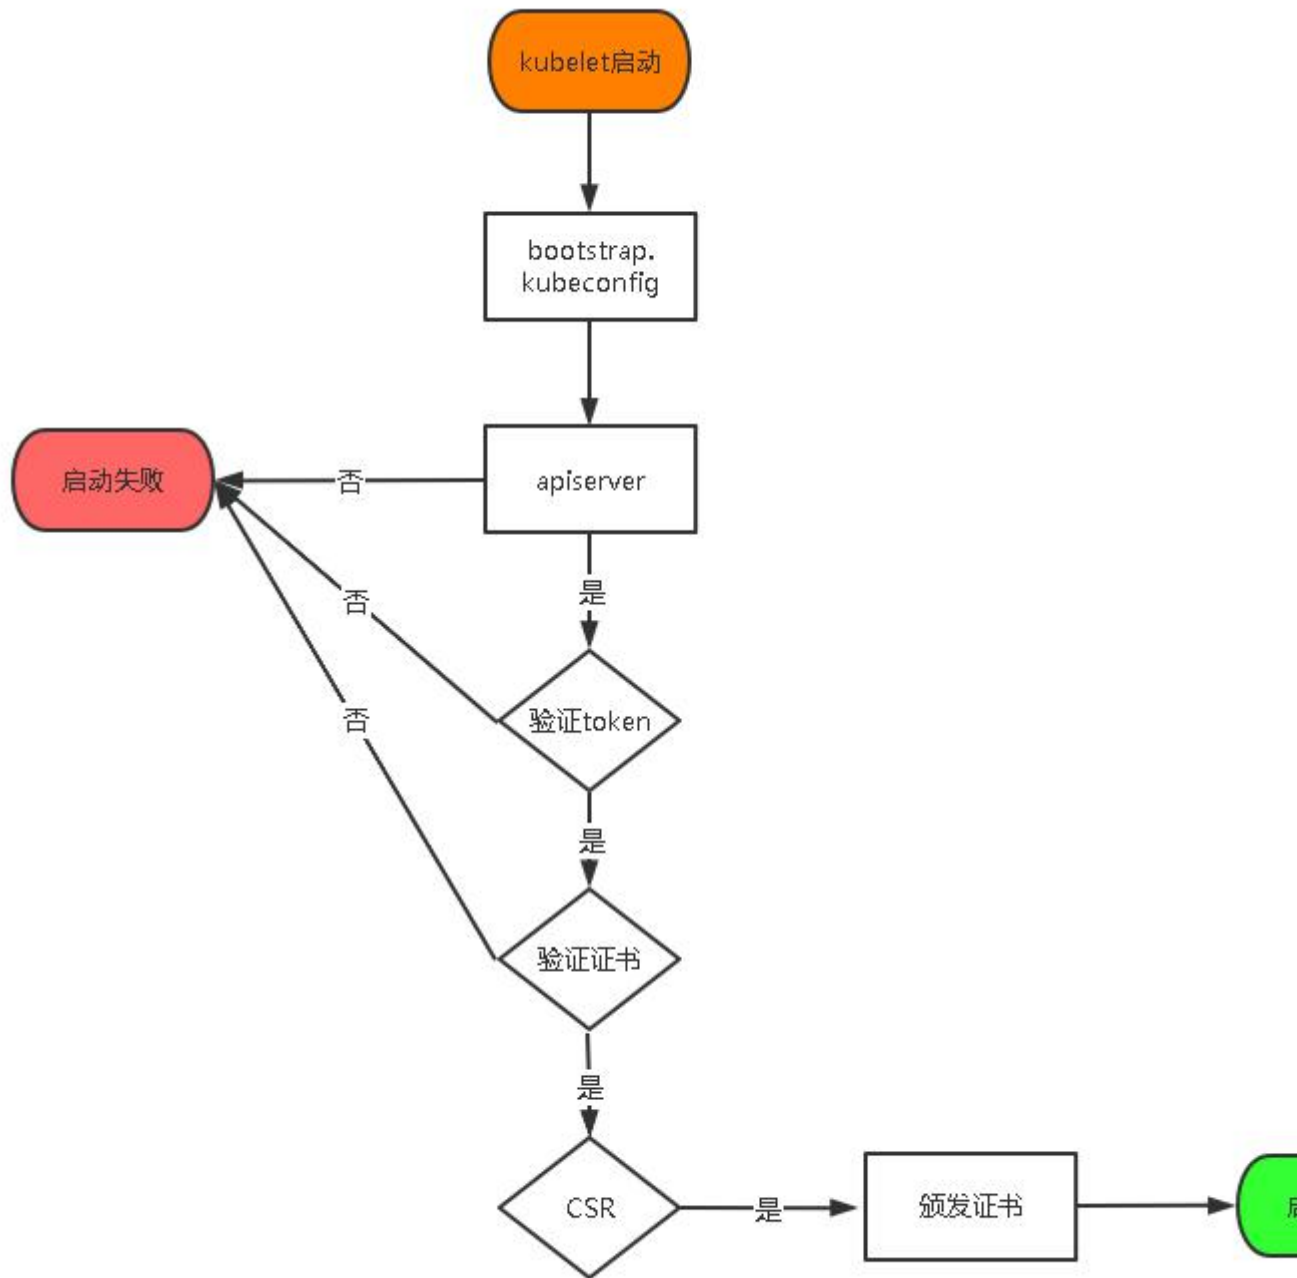 kubelet启动
bootstrap.
kubeconfig
启动失败
否
apiserver
是
否
验证token
否
是
验证证书
是
CSR
是
颁发证书